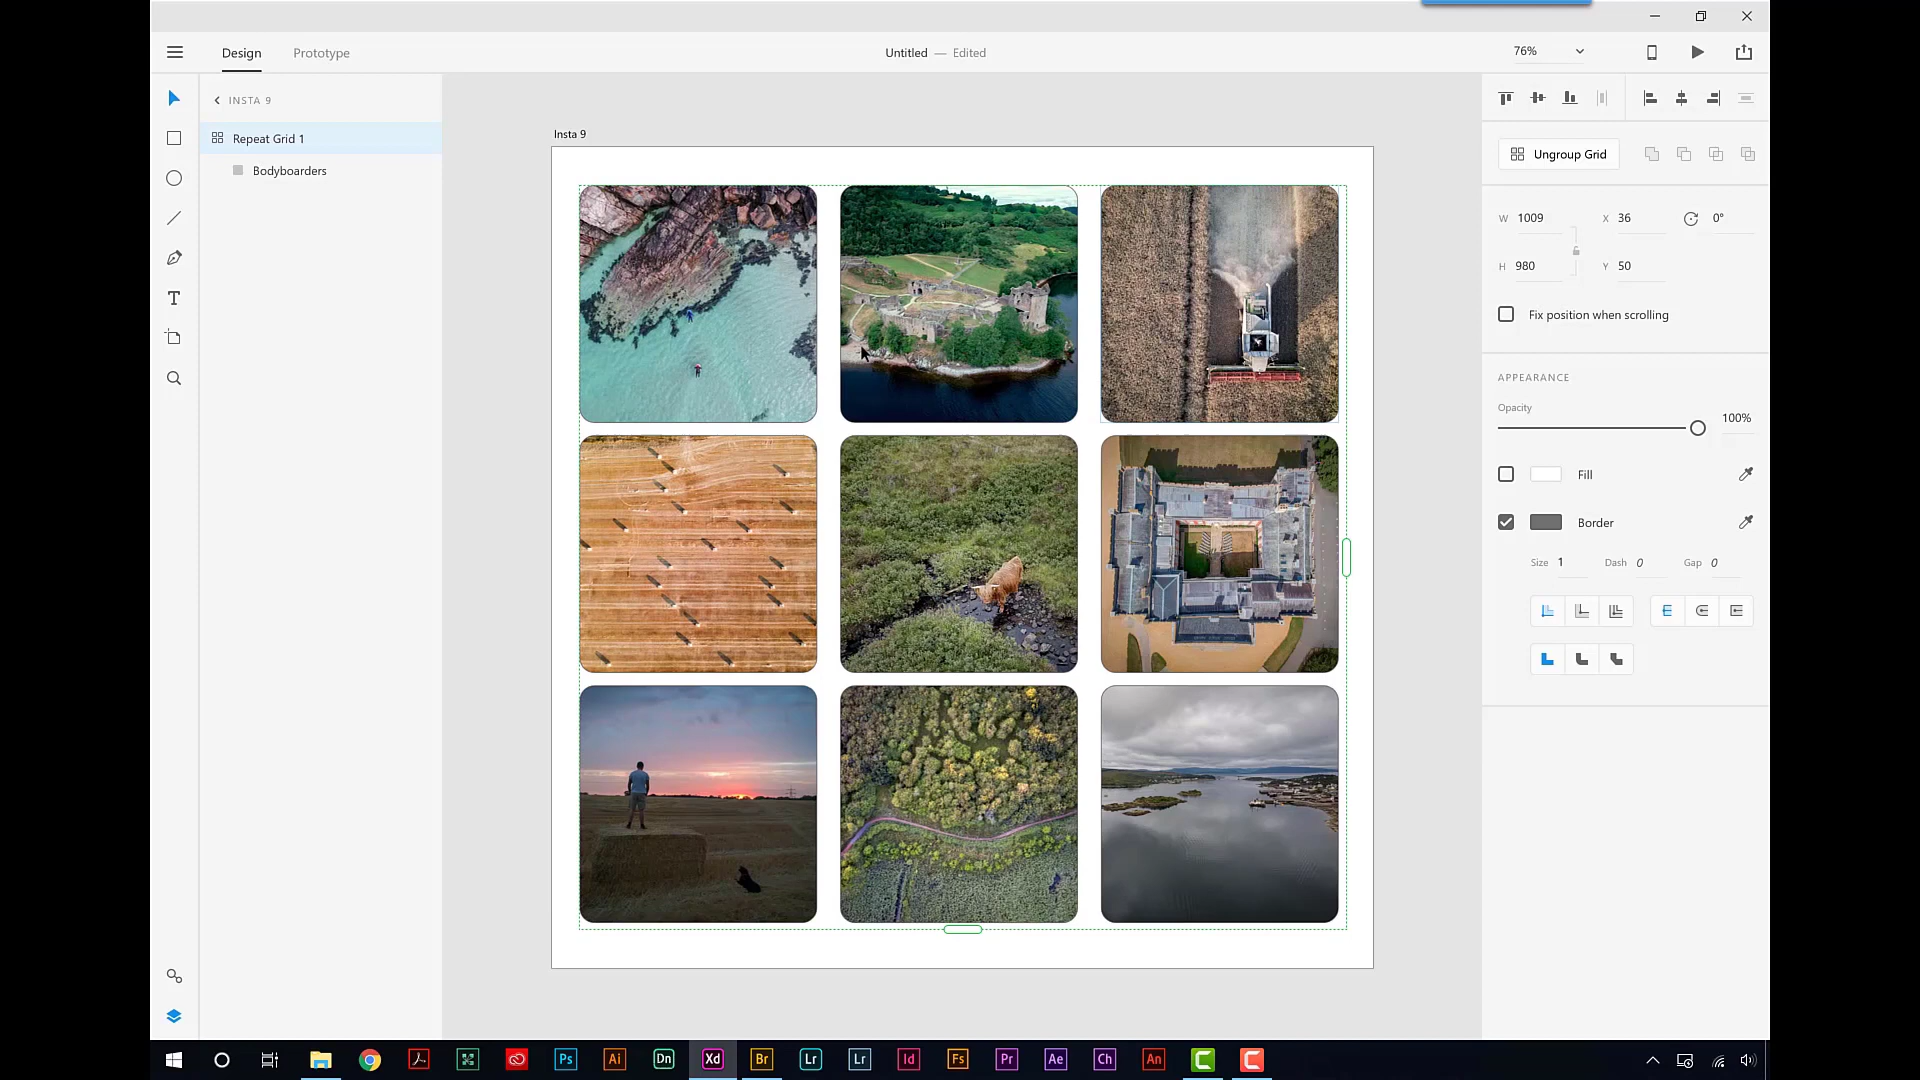 Design
Prototype
Untitled — Edited
76%
INSTA 9
Repeat Grid 1
Bodyboarders
Insta 9
Ungroup Grid
W 1009
X 36
0°
H 980
Y 50
Fix position when scrolling
APPEARANCE
Opacity
100%
Fill
Border
Size 1
Dash 0
Gap 0
T
Ps
Ai
Dn
Xd
Br
Lr
Lr
Id
Fs
Pr
Ae
Ch
An